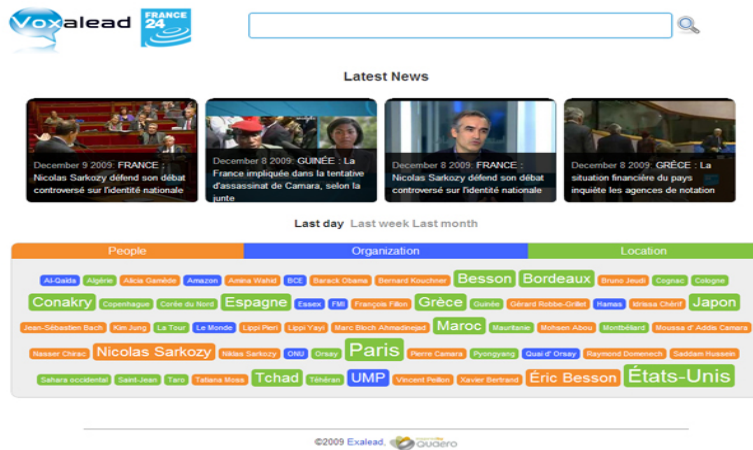 Voxalead FRANCE 24
Latest News
December 9 2009: FRANCE :
Nicolas Sarkozy défend son débat
controversé sur l'identité nationale
December 8 2009: GUINÉE : La
France impliquée dans la tentative
d'assassinat de Camara, selon la
junte
December 8 2009: FRANCE :
Nicolas Sarkozy défend son débat
controversé sur l'identité nationale
December 8 2009: GRÈCE : La
situation financière du pays
inquiète les agences de notation
Last day Last week Last month
People Organization Location
Al-Qaida Algérie Alicia Gamède Amazon Amina Wahid BCE Barack Obama Bernard Kouchner Besson Bordeaux Bruno Jeudi Cognac Cologne
Conakry Copenhague Corée du Nord Espagne Essex FMI François Fillon Grèce Guinée Gérard Robbe-Grillet Hamas Idrissa Chérif Japon
Jean-Sébastien Bach Kim Jung La Tour Le Monde Lippi Pieri Lippi Yayi Marc Bloch Ahmadinejad Maroc Mauritanie Mohsen Abou Montbéliard Moussa d' Addis Camara
Nasser Chirac Nicolas Sarkozy Niklas Sarkozy ONU Orsay Paris Pierre Camara Pyongyang Quai d' Orsay Raymond Domenech Saddam Hussein
Sahara occidental Saint-Jean Taro Tatiana Moss Tchad Téhéran UMP Vincent Peillon Xavier Bertrand Éric Besson États-Unis
©2009 Exalead. Quaero